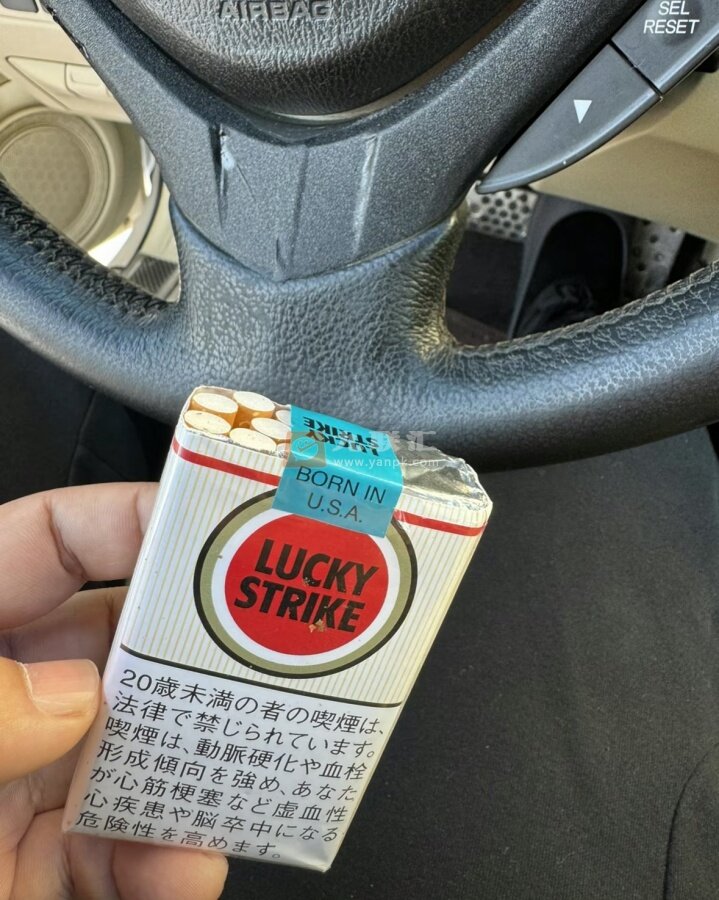 AIRBAG
SEL
RESET
LUCKY
STRIKE
www.yanpk.com
BORN IN
U.S.A.
LUCKY
STRIKE
20歳未満の者の喫煙は、
法律で禁じられています。
喫煙は、動脈硬化や血栓
形成傾向を強め、あなた
が心筋梗塞など虚血性
心疾患や脳卒中になる
危険性を高めます。